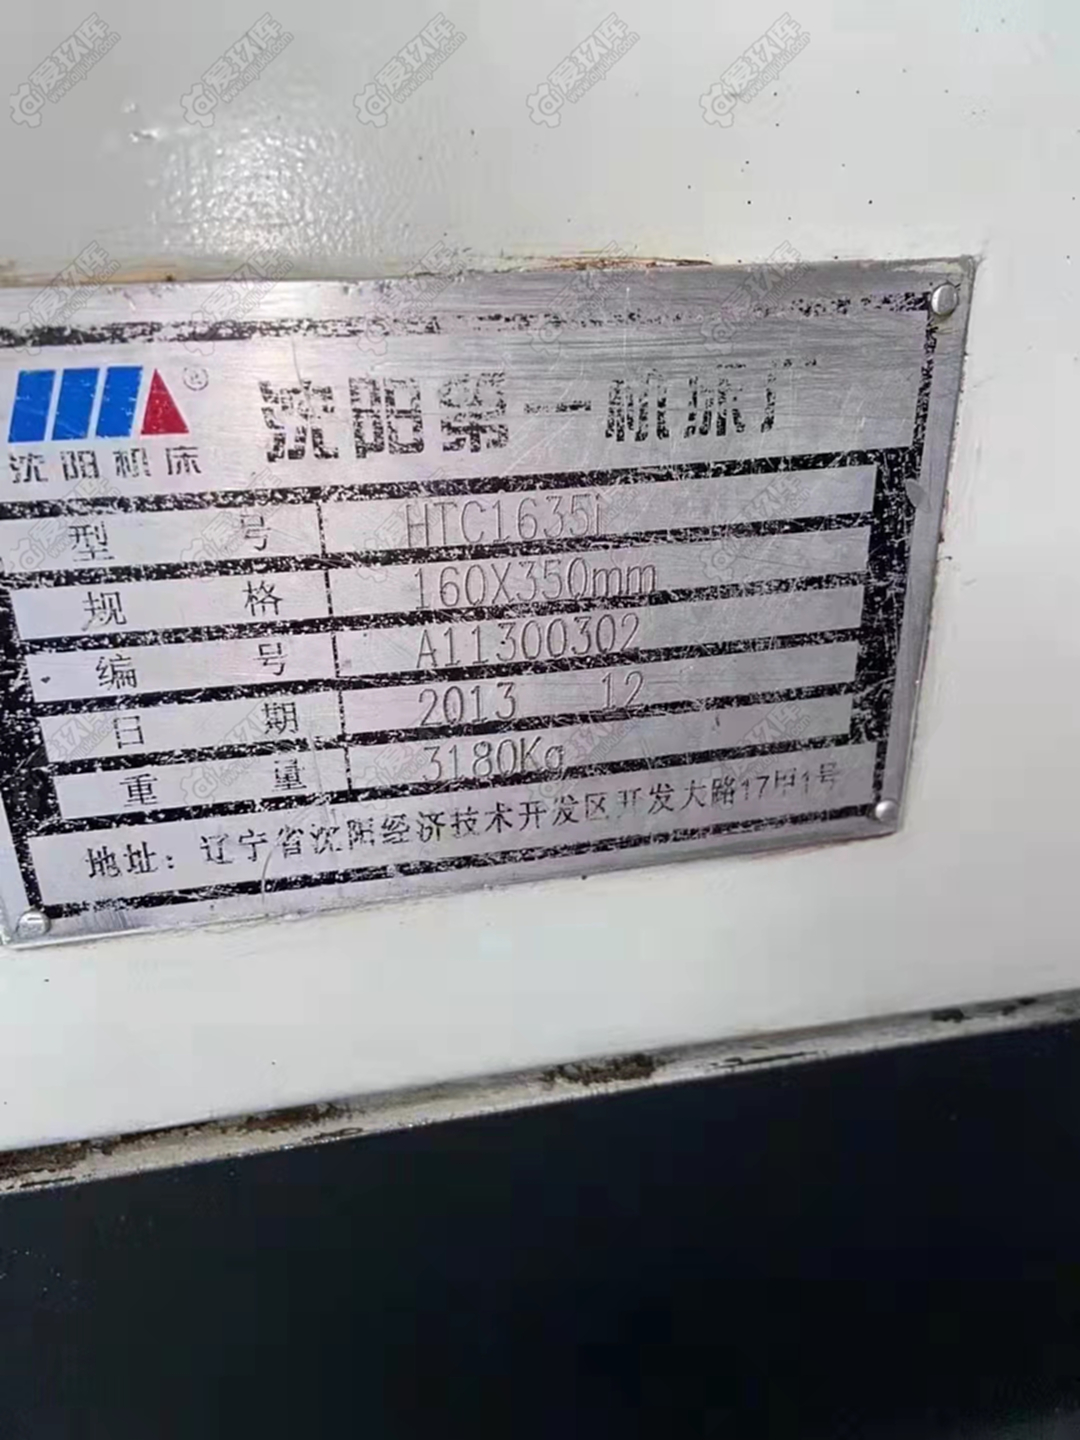 沈阳机床
沈阳第一机床厂
型号 HTC1635i
规格 160X350mm
编号 A11300302
日期 2013 12
重量 3180Kg
地址：辽宁省沈阳经济技术开发区开发大路17甲1号